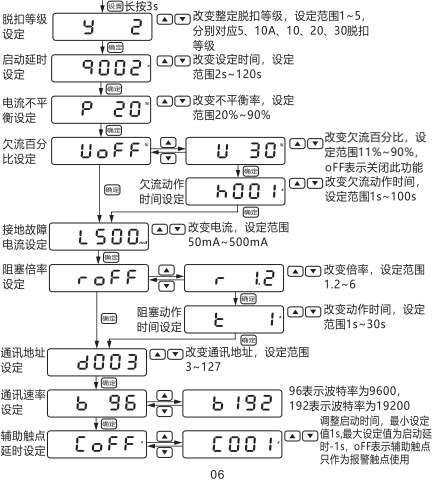 设置 长按3s
脱扣等级
设定
y 2
改变整定脱扣等级，设定范围1~5,
分别对应5、10A、10、20、30脱扣
等级
确定
启动延时
设定
9002
改变设定时间，设定
范围2s~120s
确定
电流不平
衡设定
P 20
改变不平衡率，设定
范围20%~90%
确定
欠流百分
比设定
UoFF
U 30
改变欠流百分比，设
定范围11%~90%,
oFF表示关闭此功能
确定
确定
欠流动作
时间设定
h001
改变欠流动作时间，
设定范围1s~100s
确定
接地故障
电流设定
L500 mA
改变电流，设定范围
50mA~500mA
确定
阻塞倍率
设定
roFF
r 1.2
改变倍率，设定范围
1.2~6
确定
确定
阻塞动作
时间设定
t 1
改变动作时间，设定
范围1s~30s
确定
通讯地址
设定
d003
改变通讯地址，设定范围
3~127
确定
通讯速率
设定
b 96
b192
96表示波特率为9600,
192表示波特率为19200
确定
辅助触点
延时设定
CoFF
C001
调整启动时间，最小设定
值1s,最大设定值为启动延
时-1s，oFF表示辅助触点
只作为报警触点使用
06